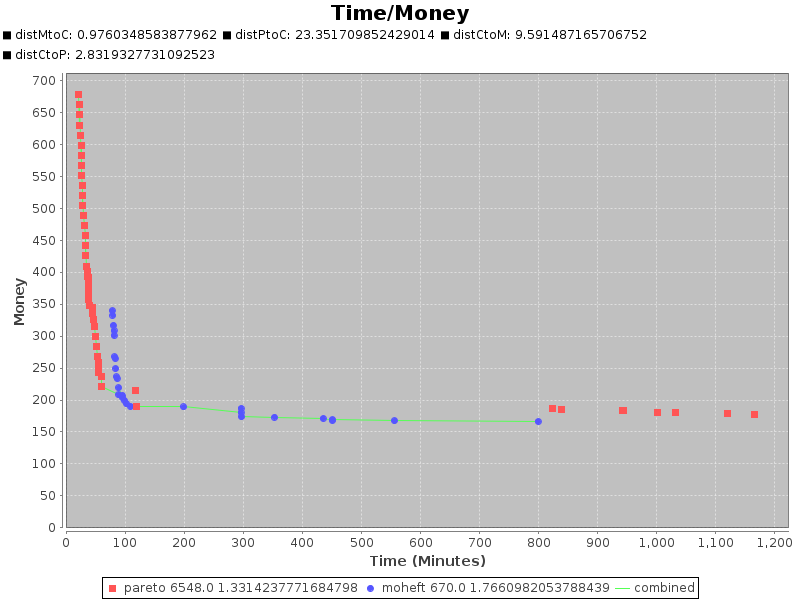 Time/Money
distMtoC: 0.9760348583877962 distPtoC: 23.351709852429014 distCtoM: 9.591487165706752
distCtoP: 2.8319327731092523
700
650
600
550
500
450
400
350
300
250
200
150
100
50
0
Money
0 100 200 300 400 500 600 700 800 900 1,000 1,100 1,200
Time (Minutes)
pareto 6548.0 1.3314237771684798 moheft 670.0 1.7660982053788439 combined